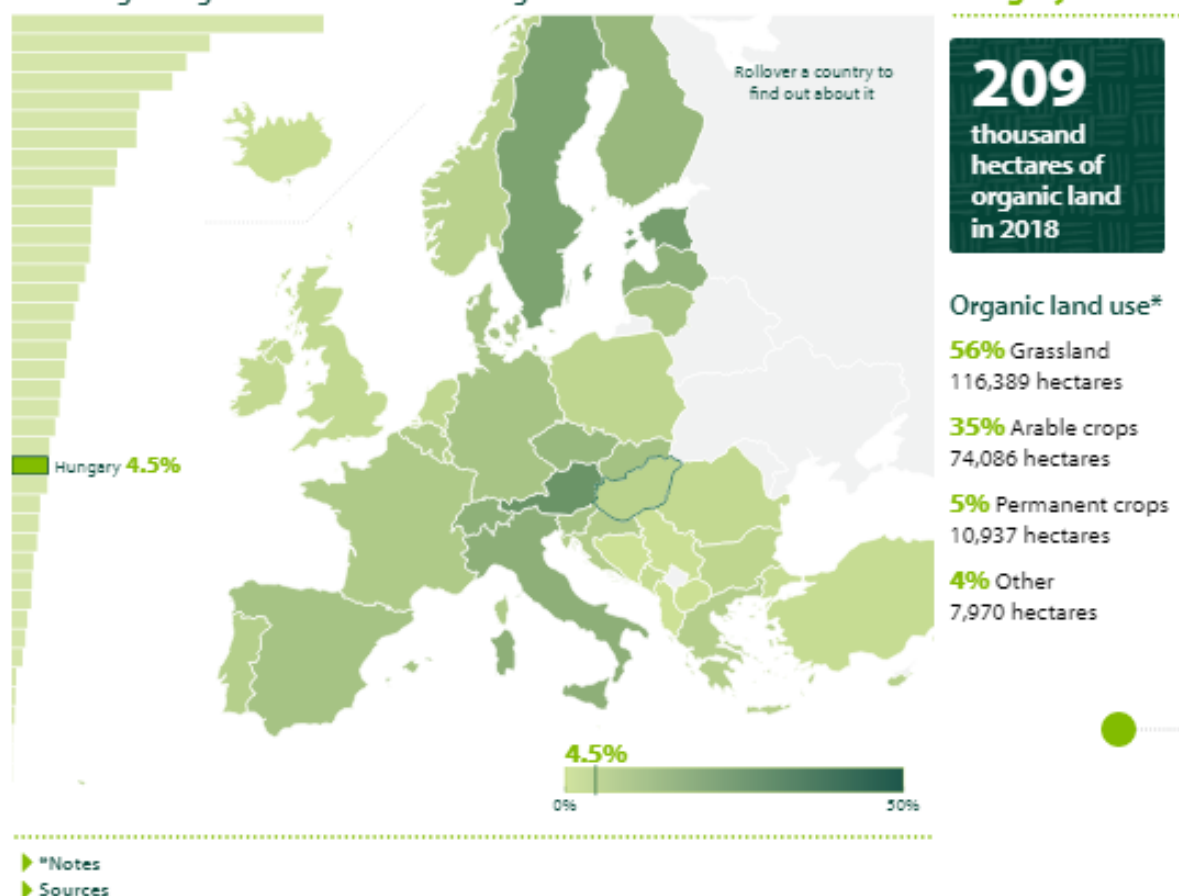 Rollover a country to
find out about it
Hungary 4.5%
4.5%
0%
50%
*Notes
Sources
209
thousand
hectares of
organic land
in 2018
Organic land use*
56% Grassland
116,389 hectares
35% Arable crops
74,086 hectares
5% Permanent crops
10,937 hectares
4% Other
7,970 hectares